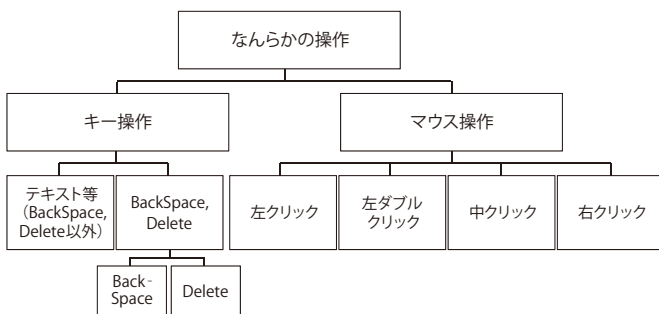 なんらかの操作
キー操作
マウス操作
テキスト等
（BackSpace,
Delete以外）
BackSpace,
Delete
左クリック
左ダブル
クリック
中クリック
右クリック
Back-
Space
Delete